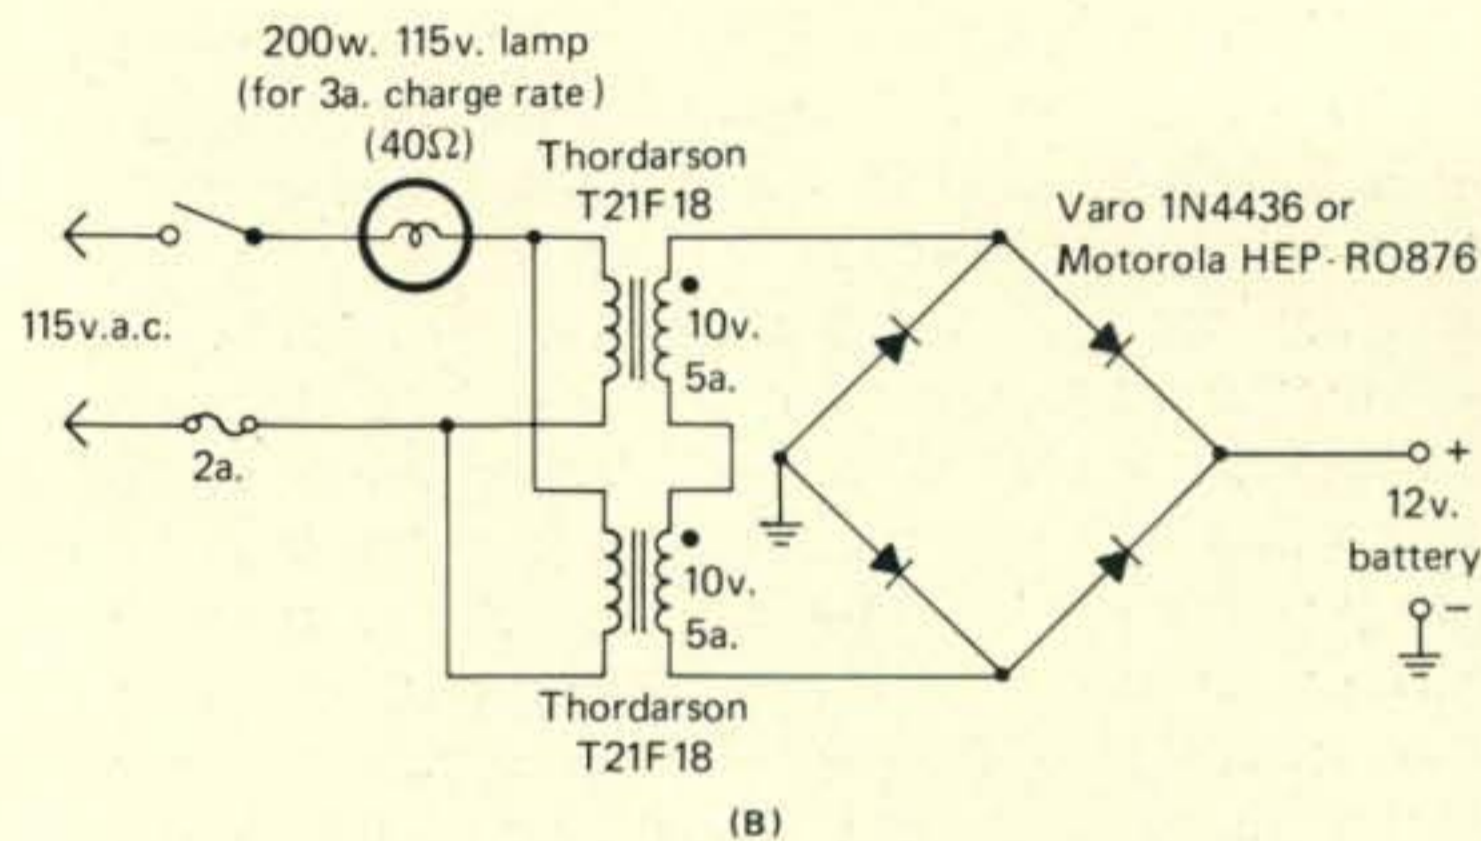 200w. 115v. lamp
(for 3a. charge rate)
(40Ω)
Thordarson
T21F18
Varo 1N4436 or
Motorola HEP-RO876
115v.a.c.
10v.
5a.
2a.
+
12v.
battery
-
10v.
5a.
Thordarson
T21F18
(B)